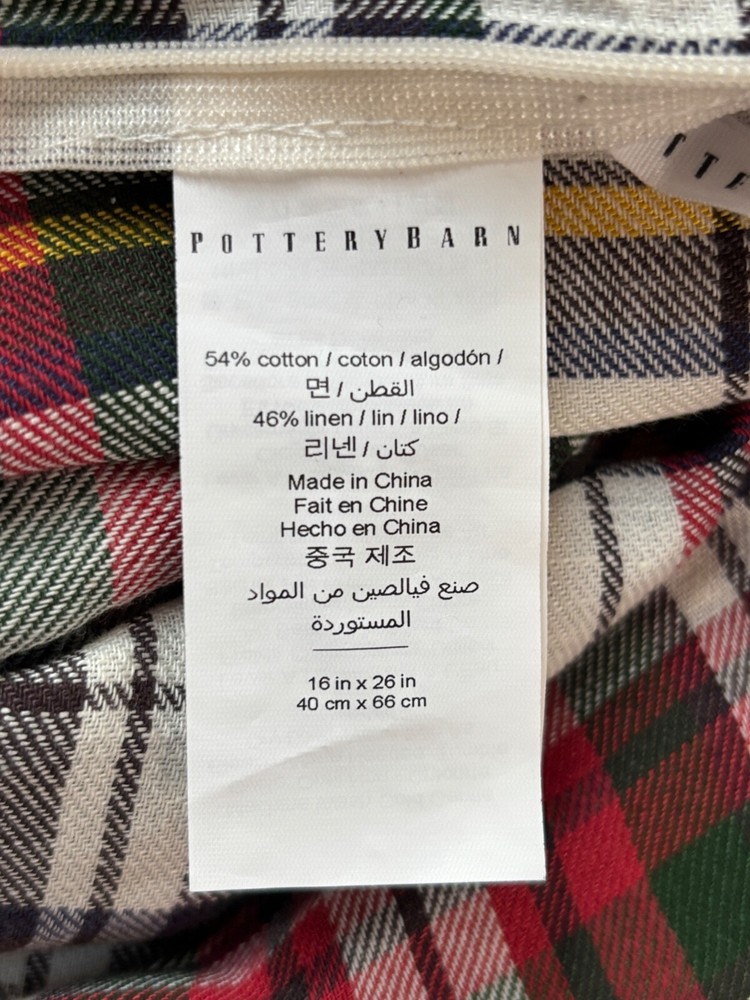 POTTERYBARN
54% cotton / coton / algodón /
면 / القطن
46% linen / lin / lino /
리넨 / كتان
Made in China
Fait en Chine
Hecho en China
중국 제조
صنع فيالصين من المواد
المستوردة
16 in x 26 in
40 cm x 66 cm